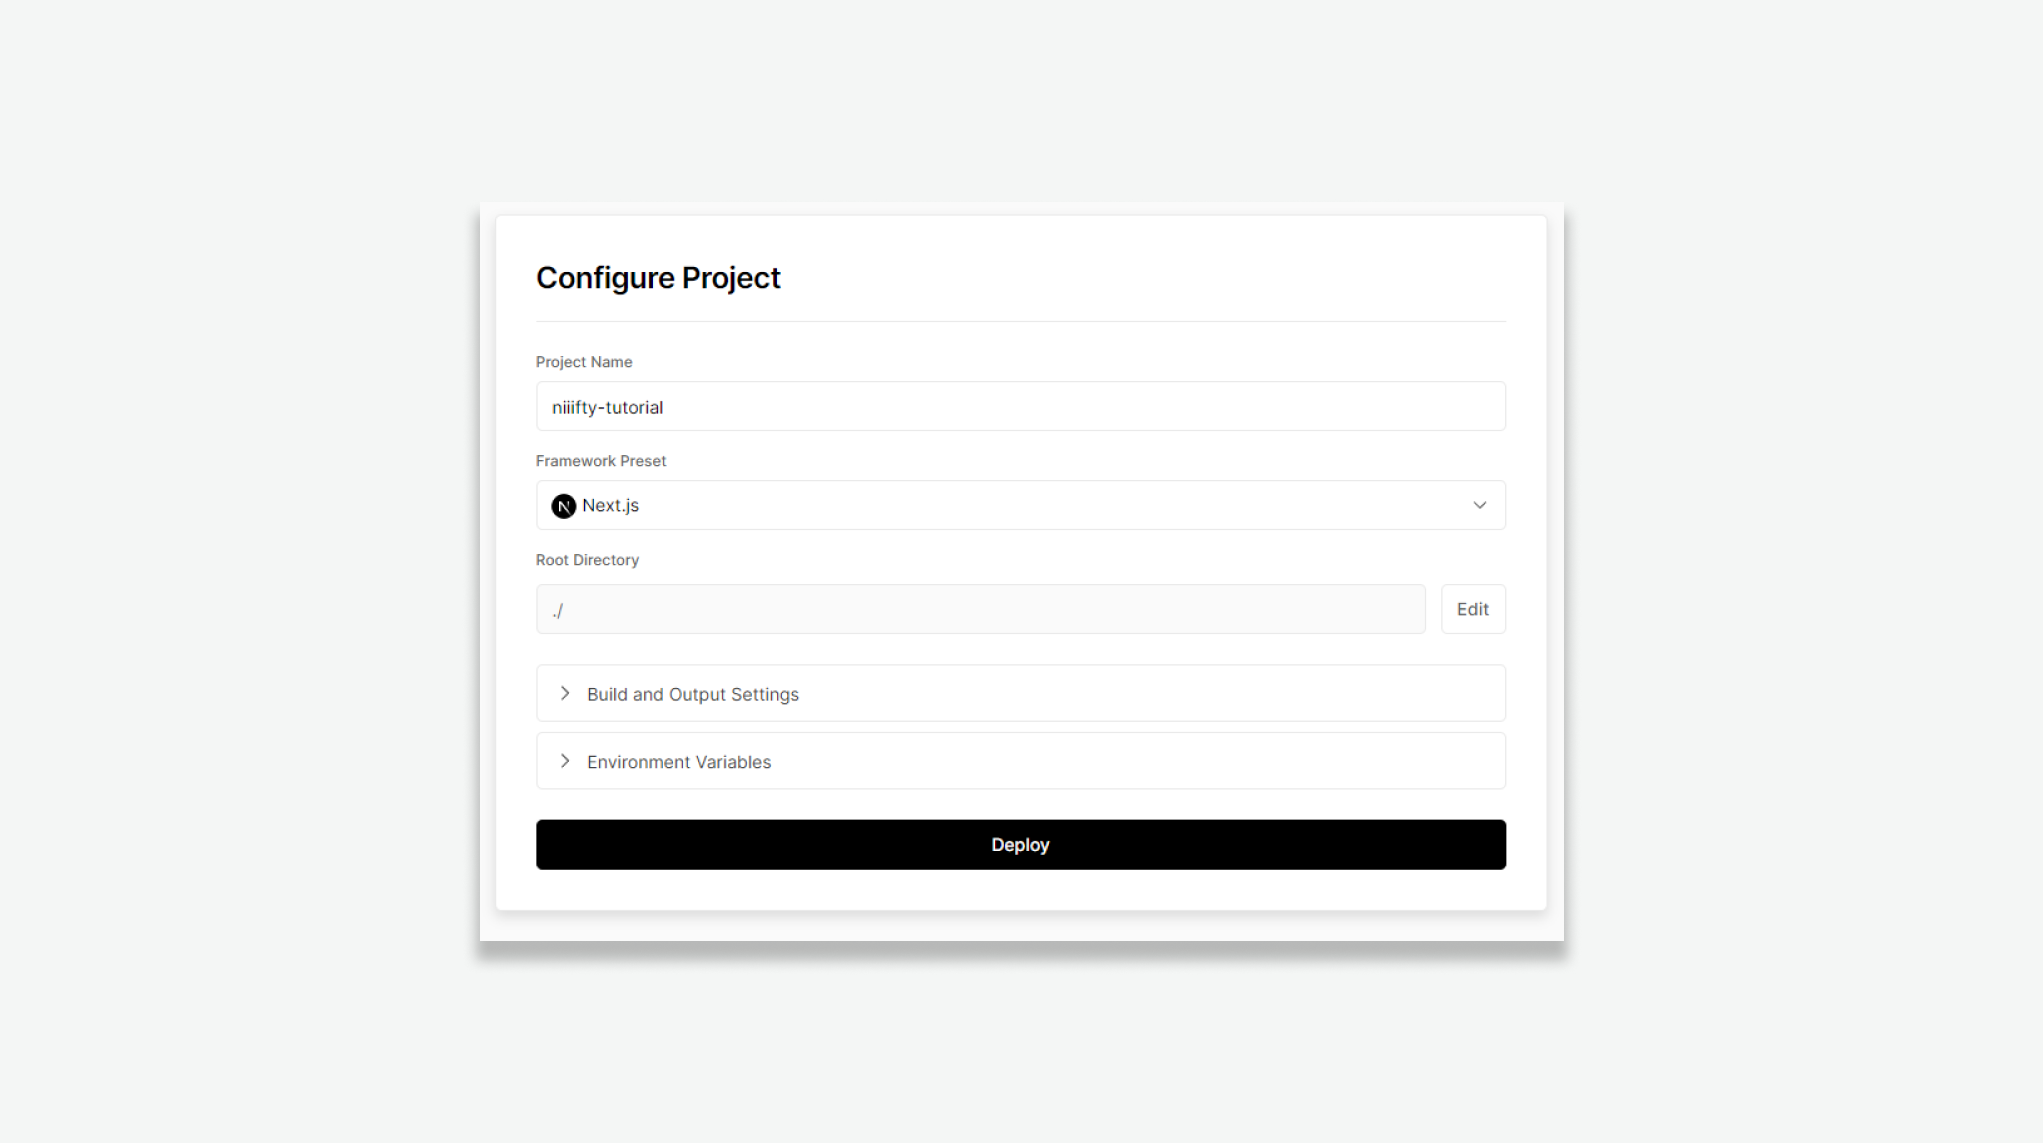 Configure Project
Project Name
niiifty-tutorial
Framework Preset
N Next.js
Root Directory
./
Edit
Build and Output Settings
Environment Variables
Deploy